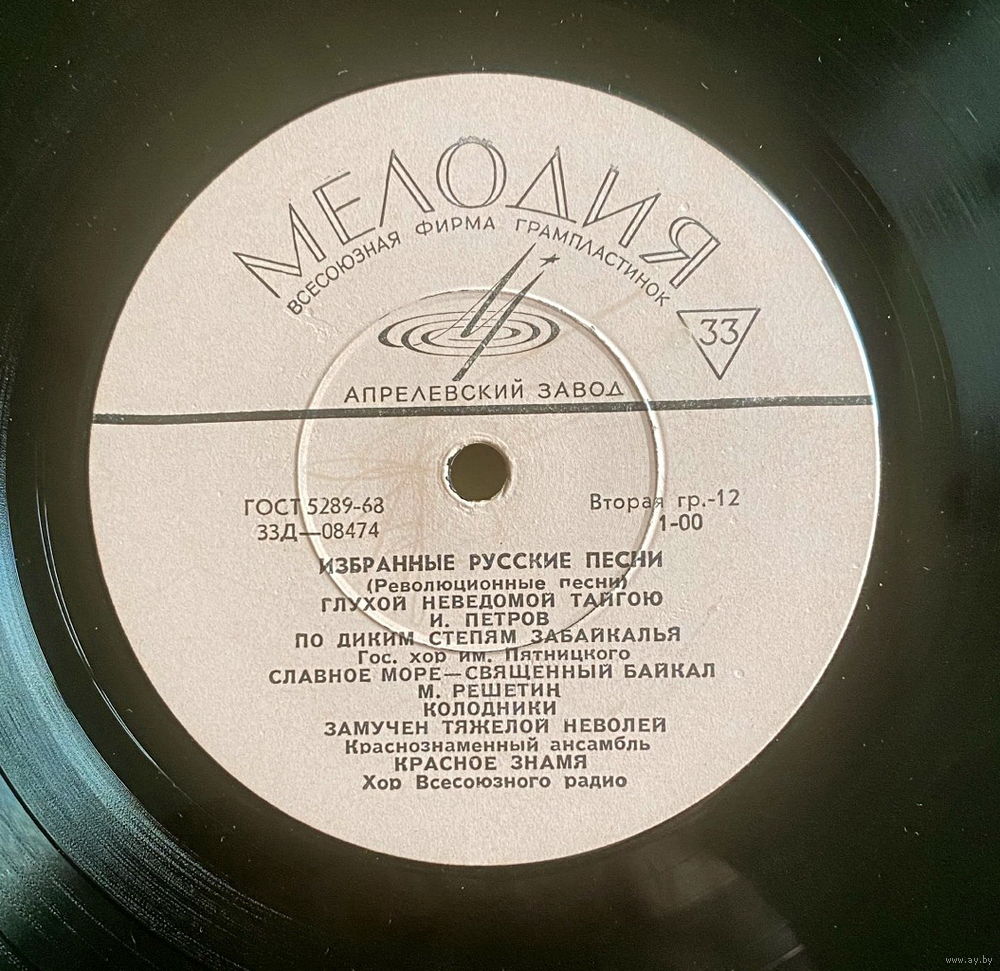 МЕЛОДИЯ
ВСЕСОЮЗНАЯ ФИРМА ГРАМПЛАСТИНОК
33
АПРЕЛЕВСКИЙ ЗАВОД
ГОСТ 5289-68
Вторая гр.-12
33Д—08474
1-00
ИЗБРАННЫЕ РУССКИЕ ПЕСНИ
(Революционные песни)
ГЛУХОЙ НЕВЕДОМОЙ ТАЙГОЮ
И. ПЕТРОВ
ПО ДИКИМ СТЕПЯМ ЗАБАЙКАЛЬЯ
Гос. хор им. Пятницкого
СЛАВНОЕ МОРЕ—СВЯЩЕННЫЙ БАЙКАЛ
М. РЕШЕТИН
КОЛОДНИКИ
ЗАМУЧЕН ТЯЖЕЛОЙ НЕВОЛЕЙ
Краснознаменный ансамбль
КРАСНОЕ ЗНАМЯ
Хор Всесоюзного радио
www.ay.by